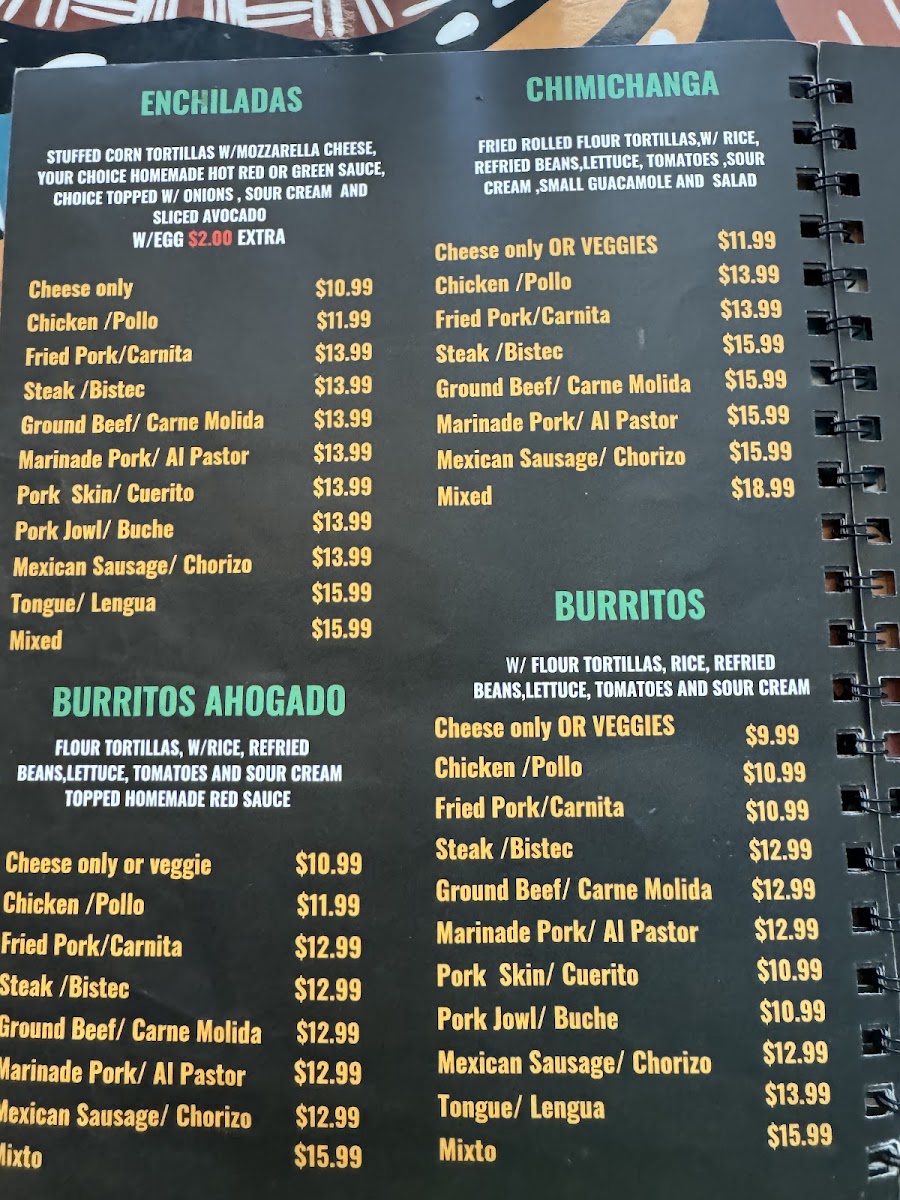 ENCHILADAS
STUFFED CORN TORTILLAS W/MOZZARELLA CHEESE,
YOUR CHOICE HOMEMADE HOT RED OR GREEN SAUCE,
CHOICE TOPPED W/ ONIONS , SOUR CREAM AND
SLICED AVOCADO
W/EGG $2.00 EXTRA
Cheese only $10.99
Chicken /Pollo $11.99
Fried Pork/Carnita $13.99
Steak /Bistec $13.99
Ground Beef/ Carne Molida $13.99
Marinade Pork/ Al Pastor $13.99
Pork Skin/ Cuerito $13.99
Pork Jowl/ Buche $13.99
Mexican Sausage/ Chorizo $13.99
Tongue/ Lengua $15.99
Mixed $15.99
BURRITOS AHOGADO
FLOUR TORTILLAS, W/RICE, REFRIED
BEANS,LETTUCE, TOMATOES AND SOUR CREAM
TOPPED HOMEMADE RED SAUCE
Cheese only or veggie $10.99
Chicken /Pollo $11.99
Fried Pork/Carnita $12.99
Steak /Bistec $12.99
Ground Beef/ Carne Molida $12.99
Marinade Pork/ Al Pastor $12.99
Mexican Sausage/ Chorizo $12.99
Mixto $15.99
CHIMICHANGA
FRIED ROLLED FLOUR TORTILLAS,W/ RICE,
REFRIED BEANS,LETTUCE, TOMATOES ,SOUR
CREAM ,SMALL GUACAMOLE AND SALAD
Cheese only OR VEGGIES $11.99
Chicken /Pollo $13.99
Fried Pork/Carnita $13.99
Steak /Bistec $15.99
Ground Beef/ Carne Molida $15.99
Marinade Pork/ Al Pastor $15.99
Mexican Sausage/ Chorizo $15.99
Mixed $18.99
BURRITOS
W/ FLOUR TORTILLAS, RICE, REFRIED
BEANS,LETTUCE, TOMATOES AND SOUR CREAM
Cheese only OR VEGGIES $9.99
Chicken /Pollo $10.99
Fried Pork/Carnita $10.99
Steak /Bistec $12.99
Ground Beef/ Carne Molida $12.99
Marinade Pork/ Al Pastor $12.99
Pork Skin/ Cuerito $10.99
Pork Jowl/ Buche $10.99
Mexican Sausage/ Chorizo $12.99
Tongue/ Lengua $13.99
Mixto $15.99